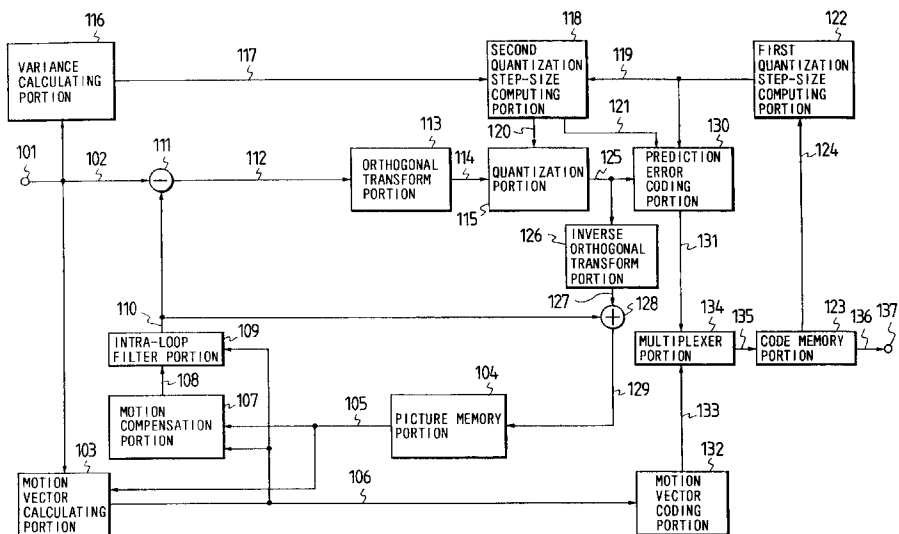 116
VARIANCE
CALCULATING
PORTION
117
118
SECOND
QUANTIZATION
STEP-SIZE
COMPUTING
PORTION
119
122
FIRST
QUANTIZATION
STEP-SIZE
COMPUTING
PORTION
120
121
124
101
102
111
112
113
ORTHOGONAL
TRANSFORM
PORTION
114
QUANTIZATION
PORTION
115
125
130
PREDICTION
ERROR
CODING
PORTION
126
INVERSE
ORTHOGONAL
TRANSFORM
PORTION
131
127
128
110
109
INTRA-LOOP
FILTER PORTION
134
MULTIPLEXER
PORTION
135
123
CODE MEMORY
PORTION
136
137
108
107
MOTION
COMPENSATION
PORTION
105
104
PICTURE MEMORY
PORTION
129
133
103
MOTION
VECTOR
CALCULATING
PORTION
106
132
MOTION
VECTOR
CODING
PORTION